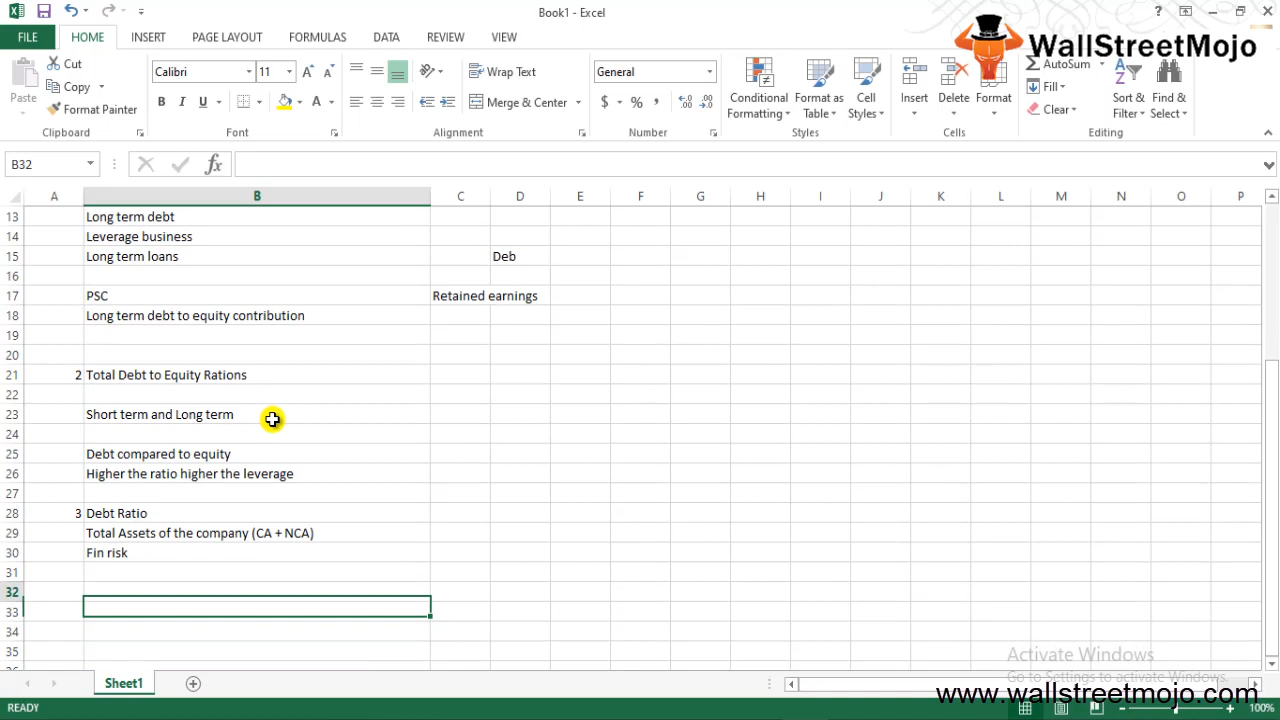 Book1 - Excel
?
FILE HOME INSERT PAGE LAYOUT FORMULAS DATA REVIEW VIEW
WallStreetMojo
Cut
Copy
Format Painter
Paste
Calibri 11
B I U
Wrap Text
Merge & Center
General
$ % ,
Conditional Formatting
Format as Table
Cell Styles
Insert Delete Format
AutoSum
Fill
Clear
Sort & Filter
Find & Select
Clipboard Font Alignment Number Styles Cells Editing
B32 fx
A B C D E F G H I J K L M N O P
13 Long term debt
14 Leverage business
15 Long term loans Deb
16
17 PSC Retained earnings
18 Long term debt to equity contribution
19
20
21 2 Total Debt to Equity Rations
22
23 Short term and Long term
24
25 Debt compared to equity
26 Higher the ratio higher the leverage
27
28 3 Debt Ratio
29 Total Assets of the company (CA + NCA)
30 Fin risk
31
32
33
34
35
Activate Windows
Go to Settings to activate Windows.
Sheet1
www.wallstreetmojo.com
READY 100%